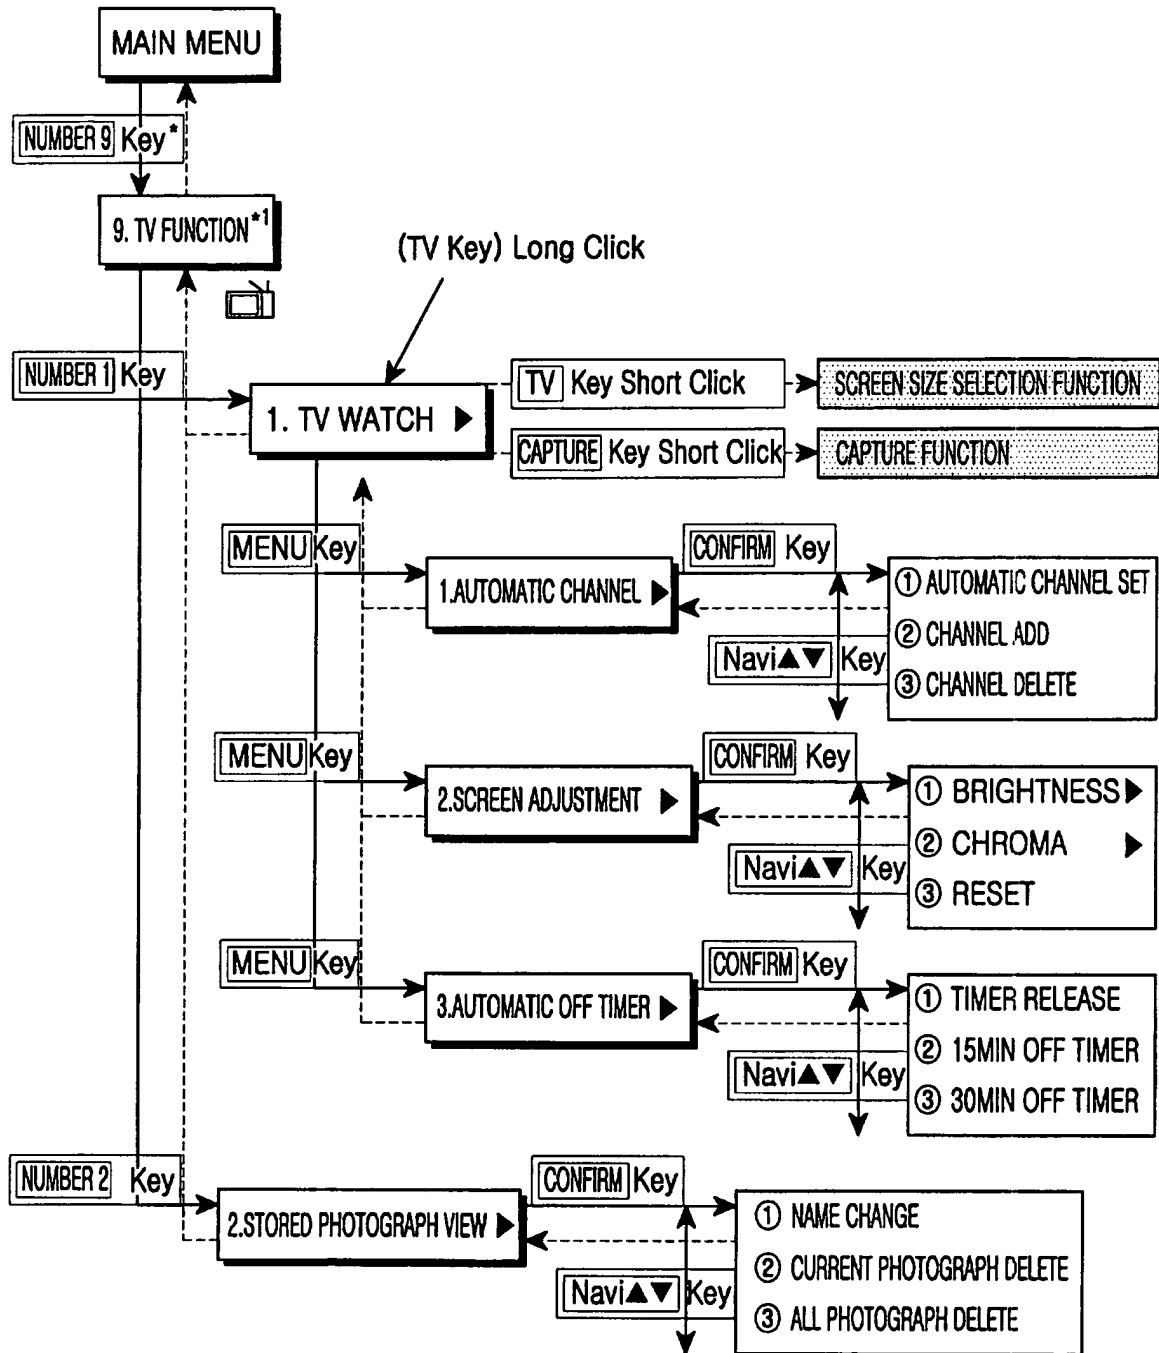 MAIN MENU
NUMBER 9 Key*
9. TV FUNCTION*1
(TV Key) Long Click
NUMBER 1 Key
1. TV WATCH ▶
TV Key Short Click
SCREEN SIZE SELECTION FUNCTION
CAPTURE Key Short Click
CAPTURE FUNCTION
MENU Key
1.AUTOMATIC CHANNEL ▶
CONFIRM Key
Navi▲▼ Key
① AUTOMATIC CHANNEL SET
② CHANNEL ADD
③ CHANNEL DELETE
MENU Key
2.SCREEN ADJUSTMENT ▶
CONFIRM Key
Navi▲▼ Key
① BRIGHTNESS▶
② CHROMA ▶
③ RESET
MENU Key
3.AUTOMATIC OFF TIMER ▶
CONFIRM Key
Navi▲▼ Key
① TIMER RELEASE
② 15MIN OFF TIMER
③ 30MIN OFF TIMER
NUMBER 2 Key
2.STORED PHOTOGRAPH VIEW ▶
CONFIRM Key
Navi▲▼ Key
① NAME CHANGE
② CURRENT PHOTOGRAPH DELETE
③ ALL PHOTOGRAPH DELETE